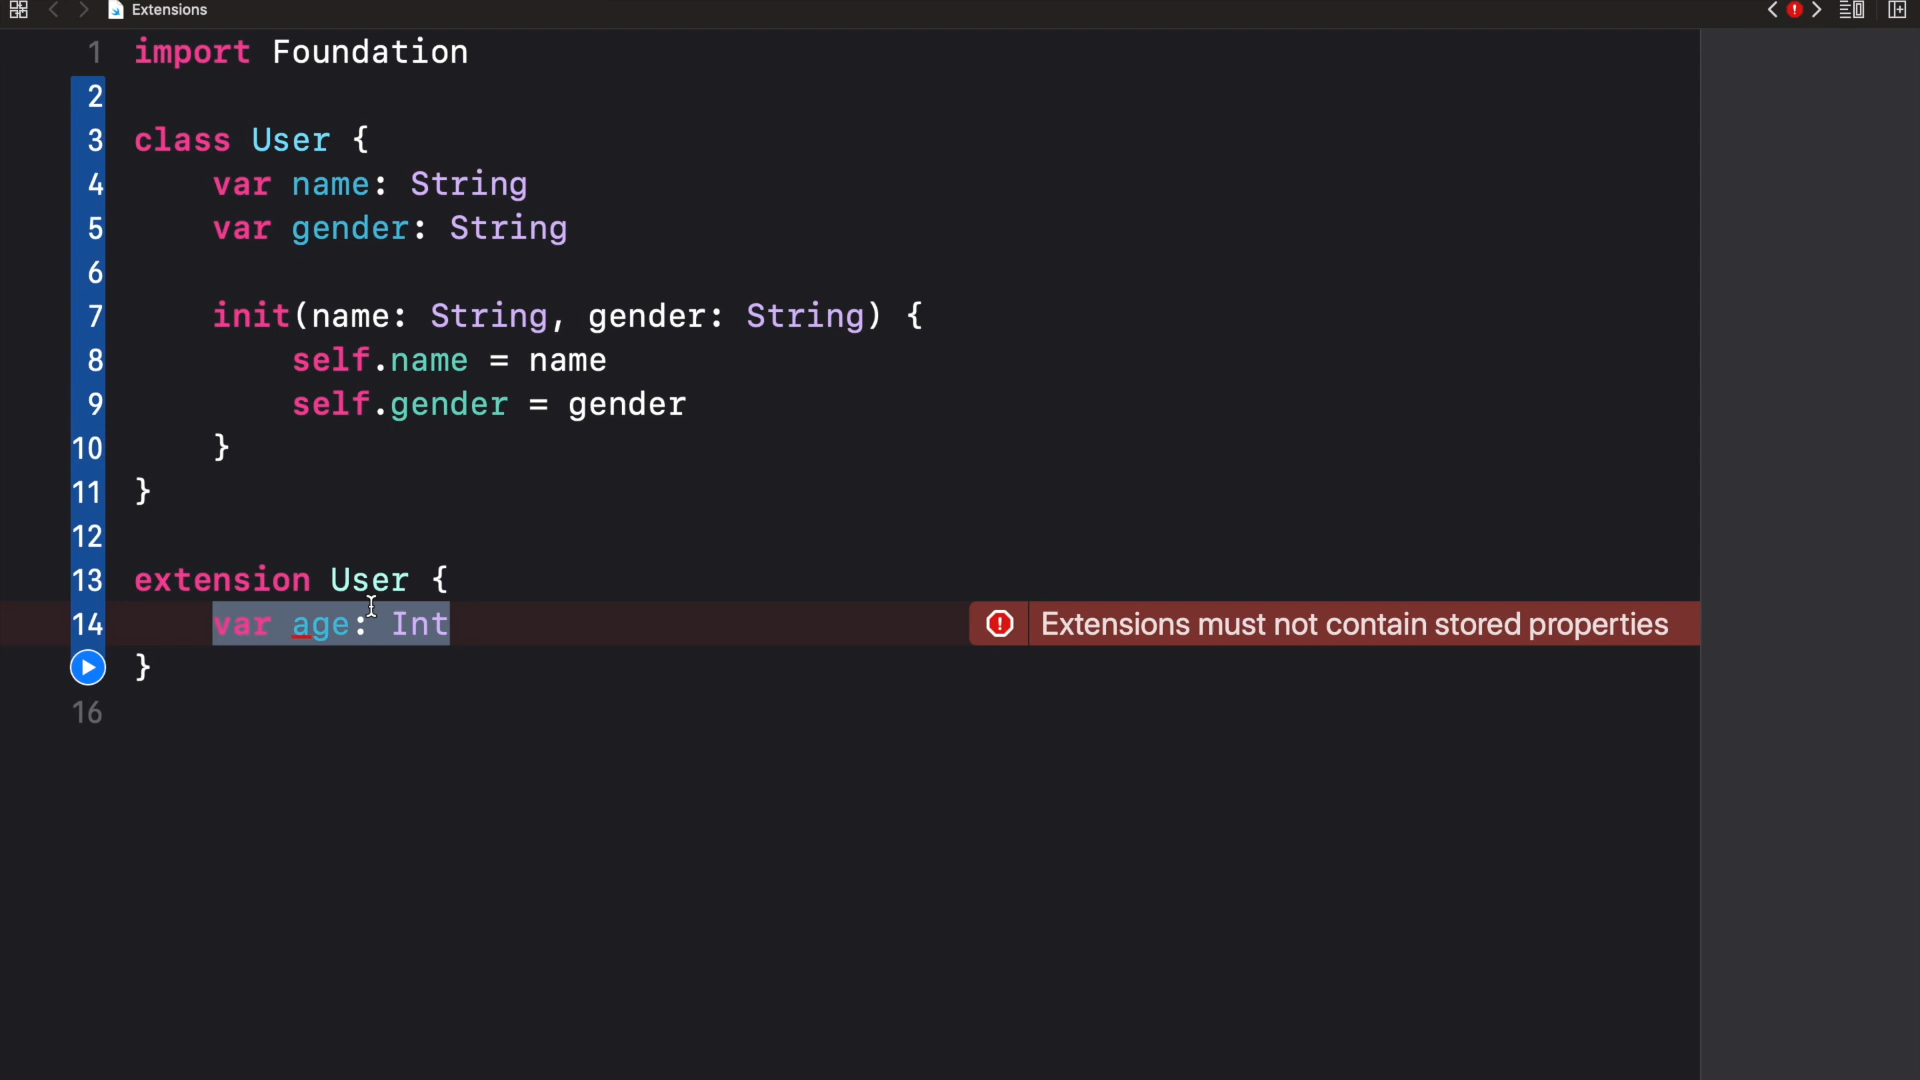 Extensions
1 import Foundation
2
3 class User {
4 var name: String
5 var gender: String
6
7 init(name: String, gender: String) {
8 self.name = name
9 self.gender = gender
10 }
11 }
12
13 extension User {
14 var age: Int Extensions must not contain stored properties
}
16